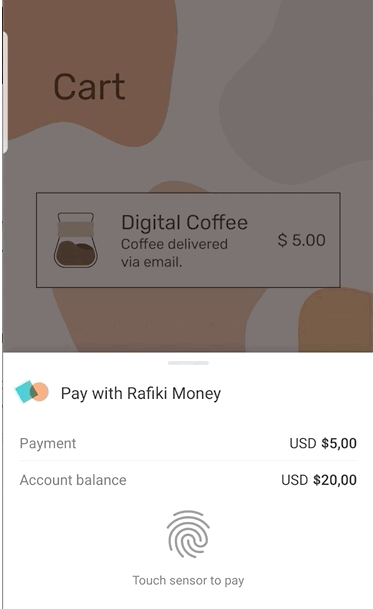 Cart
Digital Coffee
Coffee delivered
via email.
$ 5.00
Pay with Rafiki Money
Payment USD $5,00
Account balance USD $20,00
Touch sensor to pay